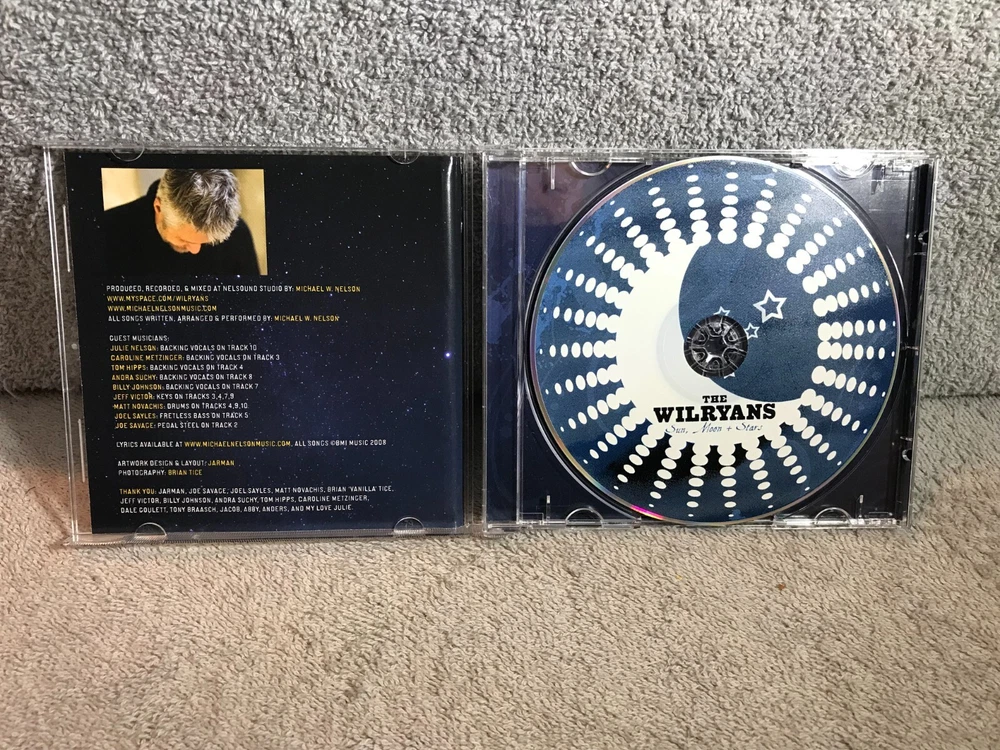 PRODUCED, RECORDED, & MIXED AT NELSOUND STUDIO BY: MICHAEL W. NELSON
WWW.MYSPACE.COM/WILRYANS
WWW.MICHAELNELSONMUSIC.COM
ALL SONGS WRITTEN, ARRANGED & PERFORMED BY: MICHAEL W. NELSON
GUEST MUSICIANS:
JULIE NELSON: BACKING VOCALS ON TRACK 10
CAROLINE METZINGER: BACKING VOCALS ON TRACK 3
TOM HIPPS: BACKING VOCALS ON TRACK 4
ANDRA SUCHY: BACKING VOCALS ON TRACK 8
BILLY JOHNSON: BACKING VOCALS ON TRACK 7
JEFF VICTOR: KEYS ON TRACKS 3,4,7,9
MATT NOVACHIS: DRUMS ON TRACKS 4,9,10
JOEL SAYLES: FRETLESS BASS ON TRACK 5
JOE SAVAGE: PEDAL STEEL ON TRACK 2
LYRICS AVAILABLE AT WWW.MICHAELNELSONMUSIC.COM, ALL SONGS ©BMI MUSIC 2008
ARTWORK DESIGN & LAYOUT: JARMAN
PHOTOGRAPHY: BRIAN TICE
THANK YOU: JARMAN, JOE SAVAGE, JOEL SAYLES, MATT NOVACHIS, BRIAN 'VANILLA' TICE,
JEFF VICTOR, BILLY JOHNSON, ANDRA SUCHY, TOM HIPPS, CAROLINE METZINGER,
DALE GOULETT, TONY BRAASCH, JACOB, ABBY, ANDERS, AND MY LOVE JULIE.
THE
WILRYANS
Sun, Moon + Stars